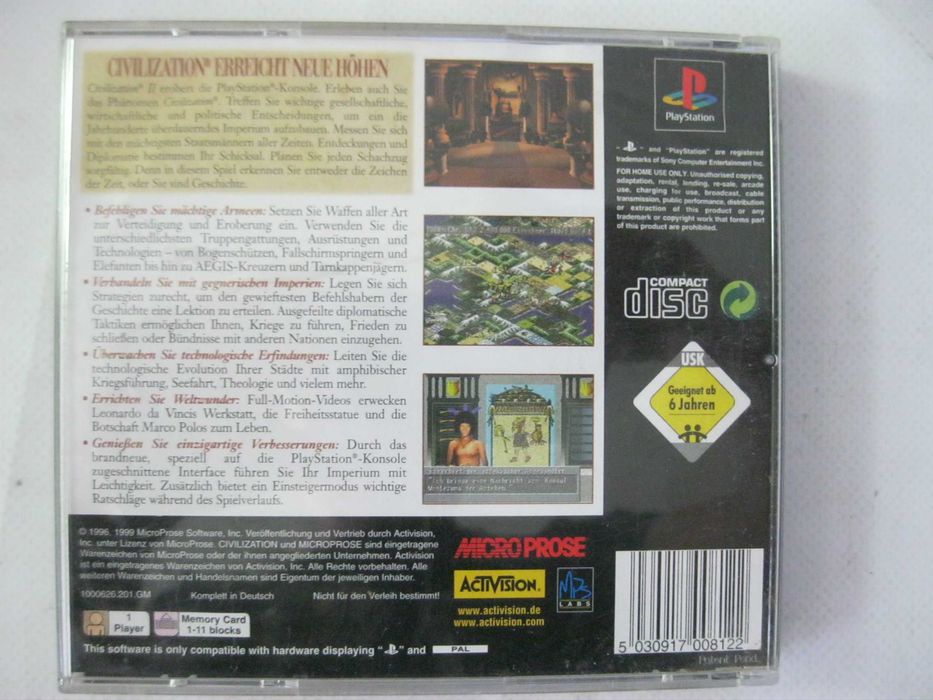 CIVILIZATION® ERREICHT NEUE HÖHEN
Civilization® II erobert die PlayStation®-Konsole. Erleben auch Sie
das Phänomen Civilization®. Treffen Sie wichtige gesellschaftliche,
wirtschaftliche und politische Entscheidungen, um ein die
Jahrhunderte überdauerndes Imperium aufzubauen. Messen Sie sich
mit den mächtigsten Staatsmännern aller Zeiten. Entdeckungen und
Diplomatie bestimmen Ihr Schicksal. Planen Sie jeden Schachzug
sorgfältig. Denn in diesem Spiel erkennen Sie entweder die Zeichen
der Zeit, oder Sie sind Geschichte.
• Befehligen Sie mächtige Armeen: Setzen Sie Waffen aller Art
zur Verteidigung und Eroberung ein. Verwenden Sie die
unterschiedlichsten Truppengattungen, Ausrüstungen und
Technologien – von Bogenschützen, Fallschirmspringern und
Elefanten bis hin zu AEGIS-Kreuzern und Tarnkappenjägern.
• Verhandeln Sie mit gegnerischen Imperien: Legen Sie sich
Strategien zurecht, um den gewieftesten Befehlshabern der
Geschichte eine Lektion zu erteilen. Ausgefeilte diplomatische
Taktiken ermöglichen Ihnen, Kriege zu führen, Frieden zu
schließen oder Bündnisse mit anderen Nationen einzugehen.
• Überwachen Sie technologische Erfindungen: Leiten Sie die
technologische Evolution Ihrer Städte mit amphibischer
Kriegsführung, Seefahrt, Theologie und vielem mehr.
• Errichten Sie Weltwunder: Full-Motion-Videos erwecken
Leonardo da Vincis Werkstatt, die Freiheitsstatue und die
Botschaft Marco Polos zum Leben.
• Genießen Sie einzigartige Verbesserungen: Durch das
brandneue, speziell auf die PlayStation®-Konsole
zugeschnittene Interface führen Sie Ihr Imperium mit
Leichtigkeit. Zusätzlich bietet ein Einsteigermodus wichtige
Ratschläge während des Spielverlaufs.
"Ich bringe eine Nachricht von Konsul
Montezuma der Azteken."
PlayStation
" " and "PlayStation" are registered
trademarks of Sony Computer Entertainment Inc.
FOR HOME USE ONLY. Unauthorised copying,
adaptation, rental, lending, re-sale, arcade
use, charging for use, broadcast, cable
transmission, public performance, distribution
or extraction of this product or any
trademark or copyright work that forms part
of this product are prohibited.
COMPACT
disc
USK
Geeignet ab
6 Jahren
© 1996, 1999 MicroProse Software, Inc. Veröffentlichung und Vertrieb durch Activision,
Inc. unter Lizenz von MicroProse. CIVILIZATION und MICROPROSE sind eingetragene
Warenzeichen von MicroProse oder der ihnen angegliederten Unternehmen. Activision
ist ein eingetragenes Warenzeichen von Activision, Inc. Alle Rechte vorbehalten. Alle
weiteren Warenzeichen und Handelsnamen sind Eigentum der jeweiligen Inhaber.
1000626.201.GM Komplett in Deutsch Nicht für den Verleih bestimmt!
1
Player
Memory Card
1-11 blocks
This software is only compatible with hardware displaying " " and PAL
MICROPROSE
ACTIVISION.
MPS
LABS
www.activision.de
www.activision.com
5 030917 008122
Patent Pend.